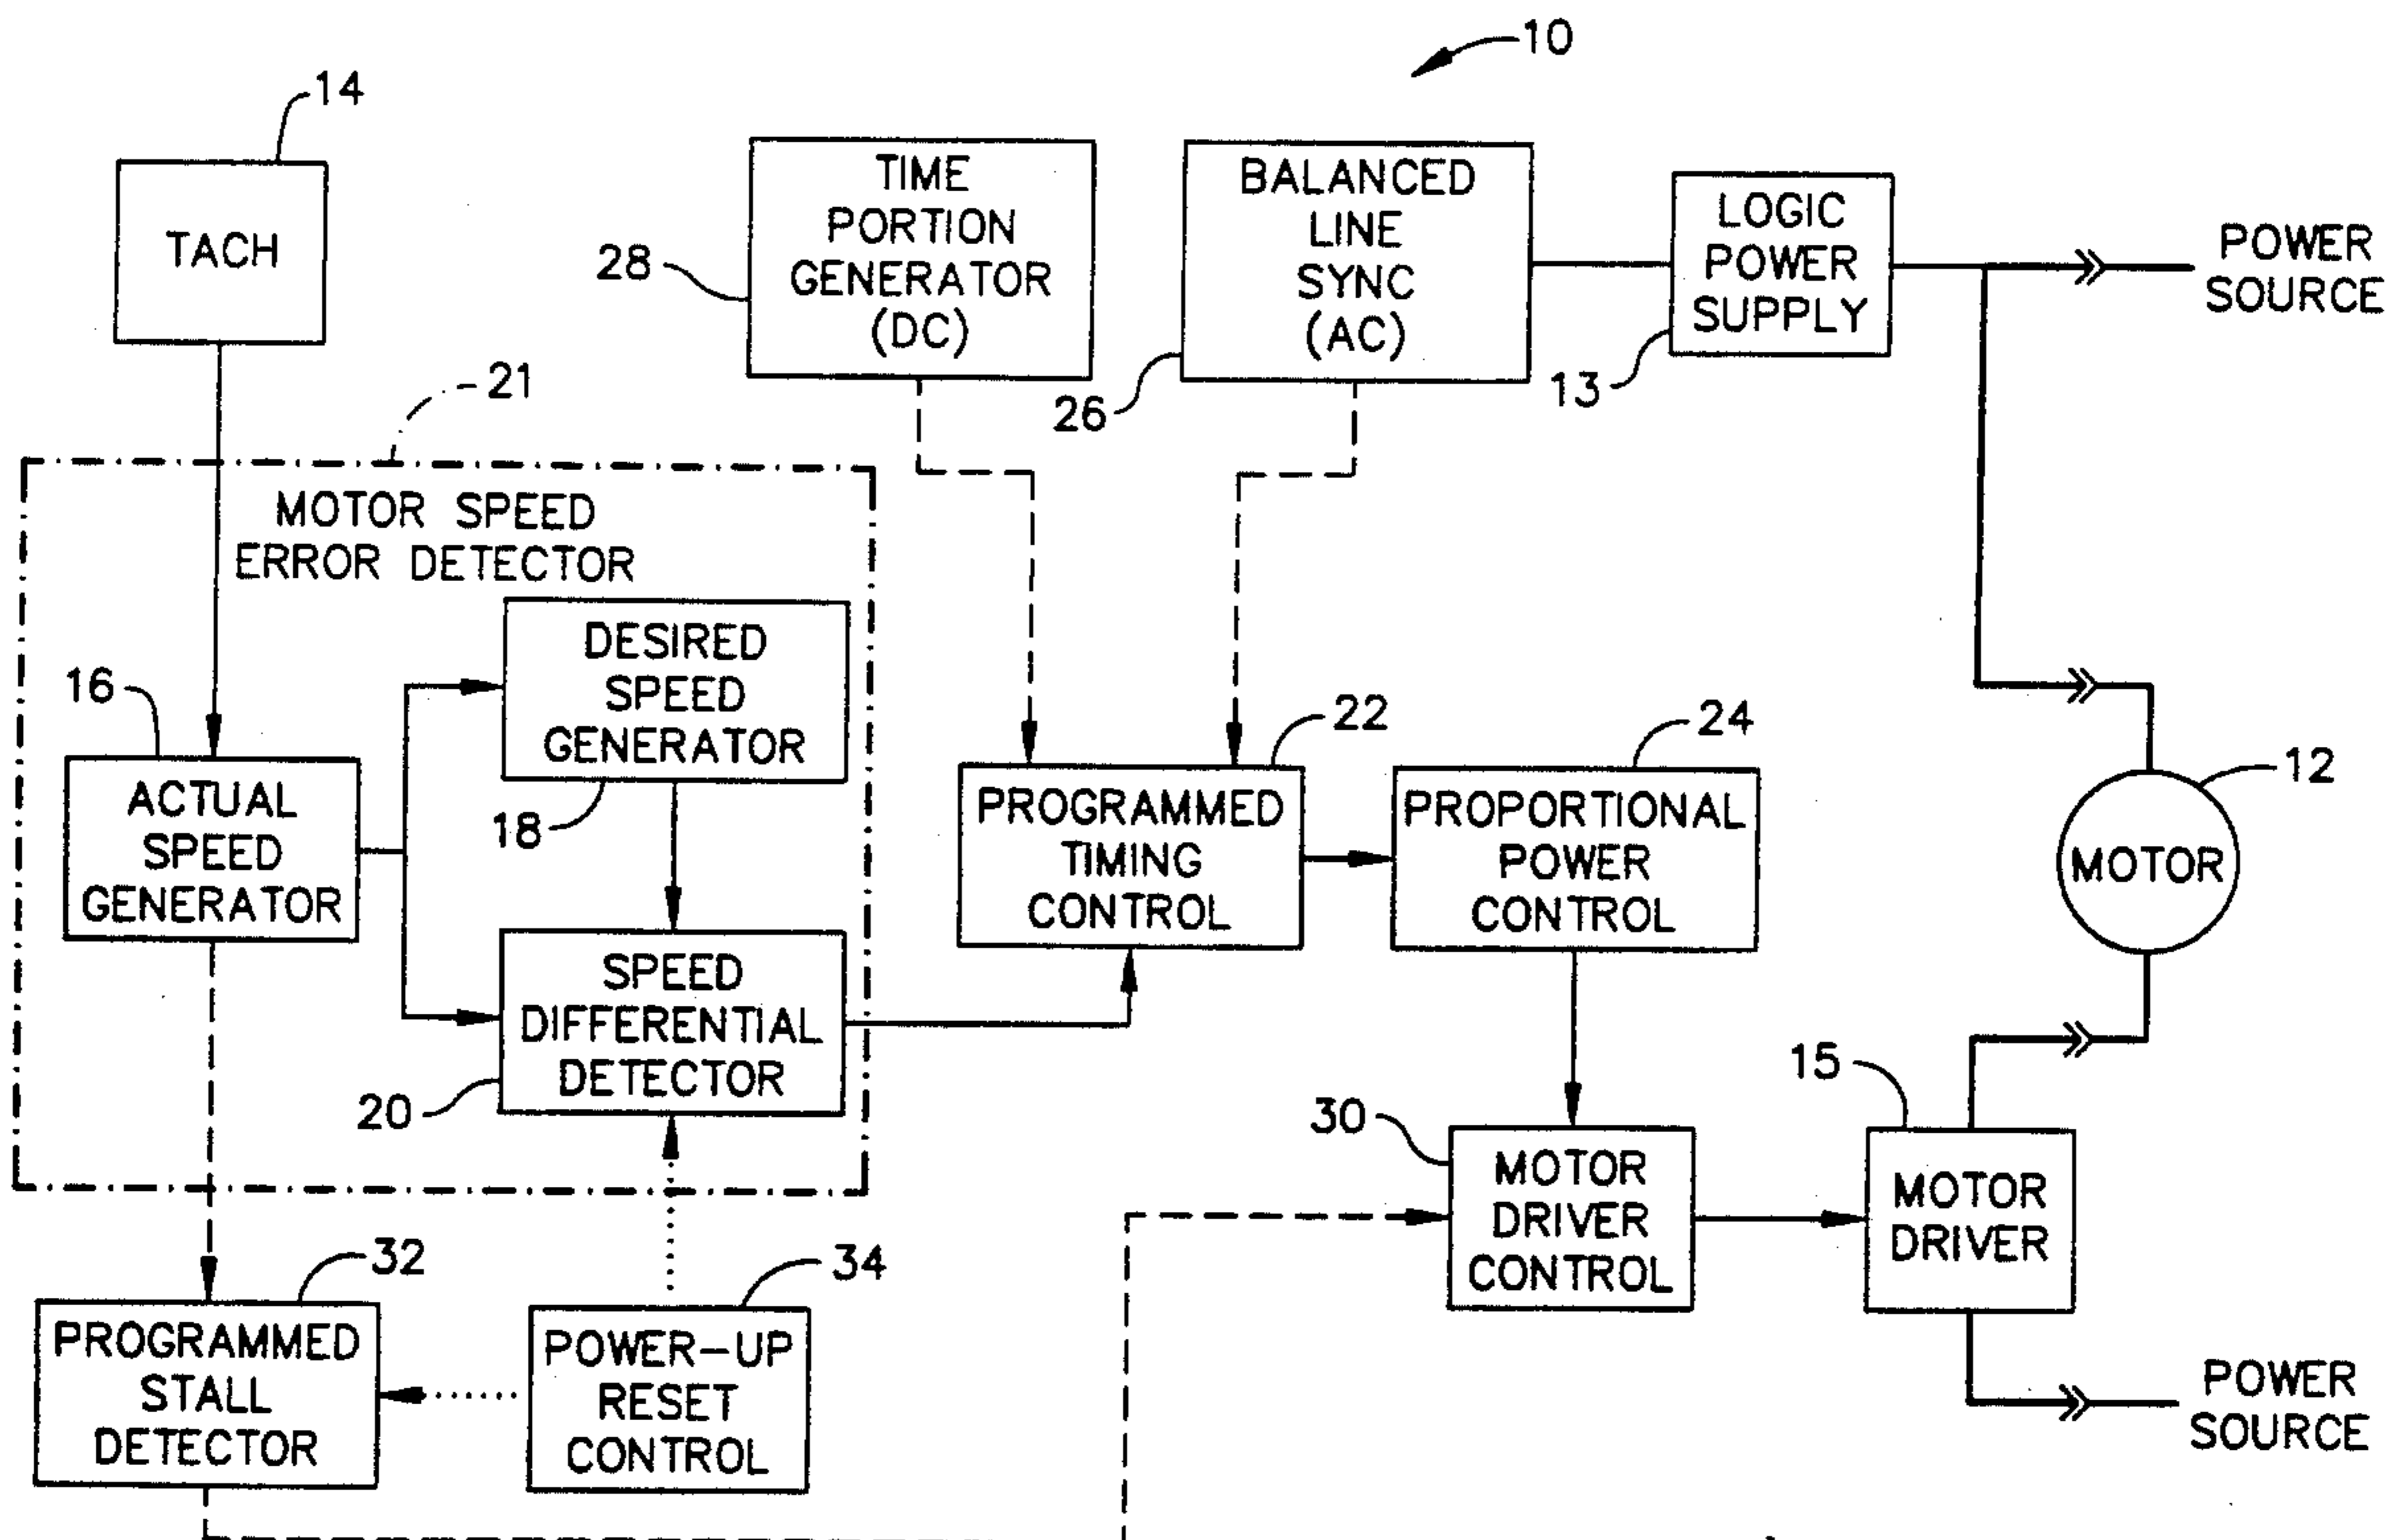 10
14
TACH
TIME
PORTION
GENERATOR
(DC)
28
BALANCED
LINE
SYNC
(AC)
26
LOGIC
POWER
SUPPLY
13
POWER
SOURCE
21
MOTOR SPEED
ERROR DETECTOR
DESIRED
SPEED
GENERATOR
18
16
ACTUAL
SPEED
GENERATOR
SPEED
DIFFERENTIAL
DETECTOR
20
22
PROGRAMMED
TIMING
CONTROL
24
PROPORTIONAL
POWER
CONTROL
12
MOTOR
15
MOTOR
DRIVER
30
MOTOR
DRIVER
CONTROL
32
PROGRAMMED
STALL
DETECTOR
34
POWER-UP
RESET
CONTROL
POWER
SOURCE